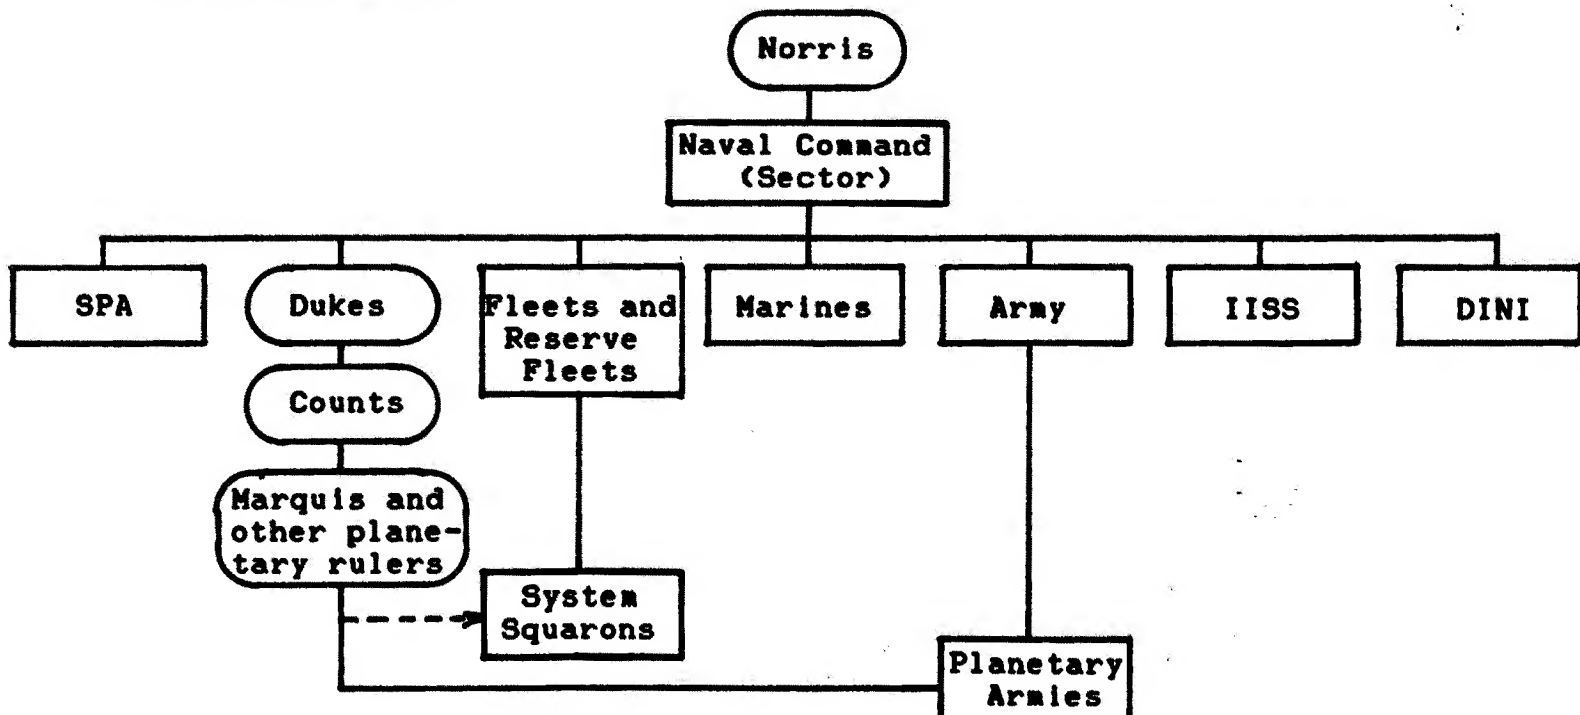 Norris
Naval Command
(Sector)
SPA
Dukes
Fleets and
Reserve
Fleets
Marines
Army
IISS
DINI
Counts
Marquis and
other plane-
tary rulers
System
Squarons
Planetary
Armies